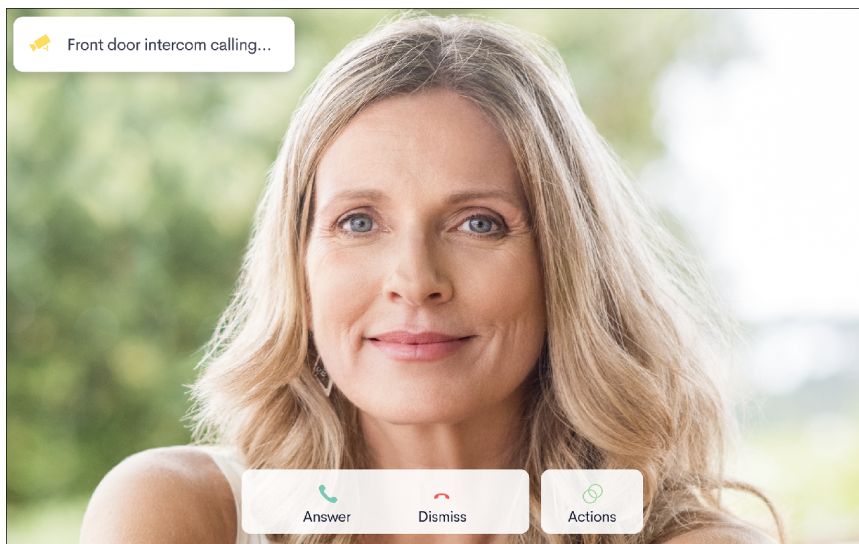 Front door intercom calling...
Answer
Dismiss
Actions